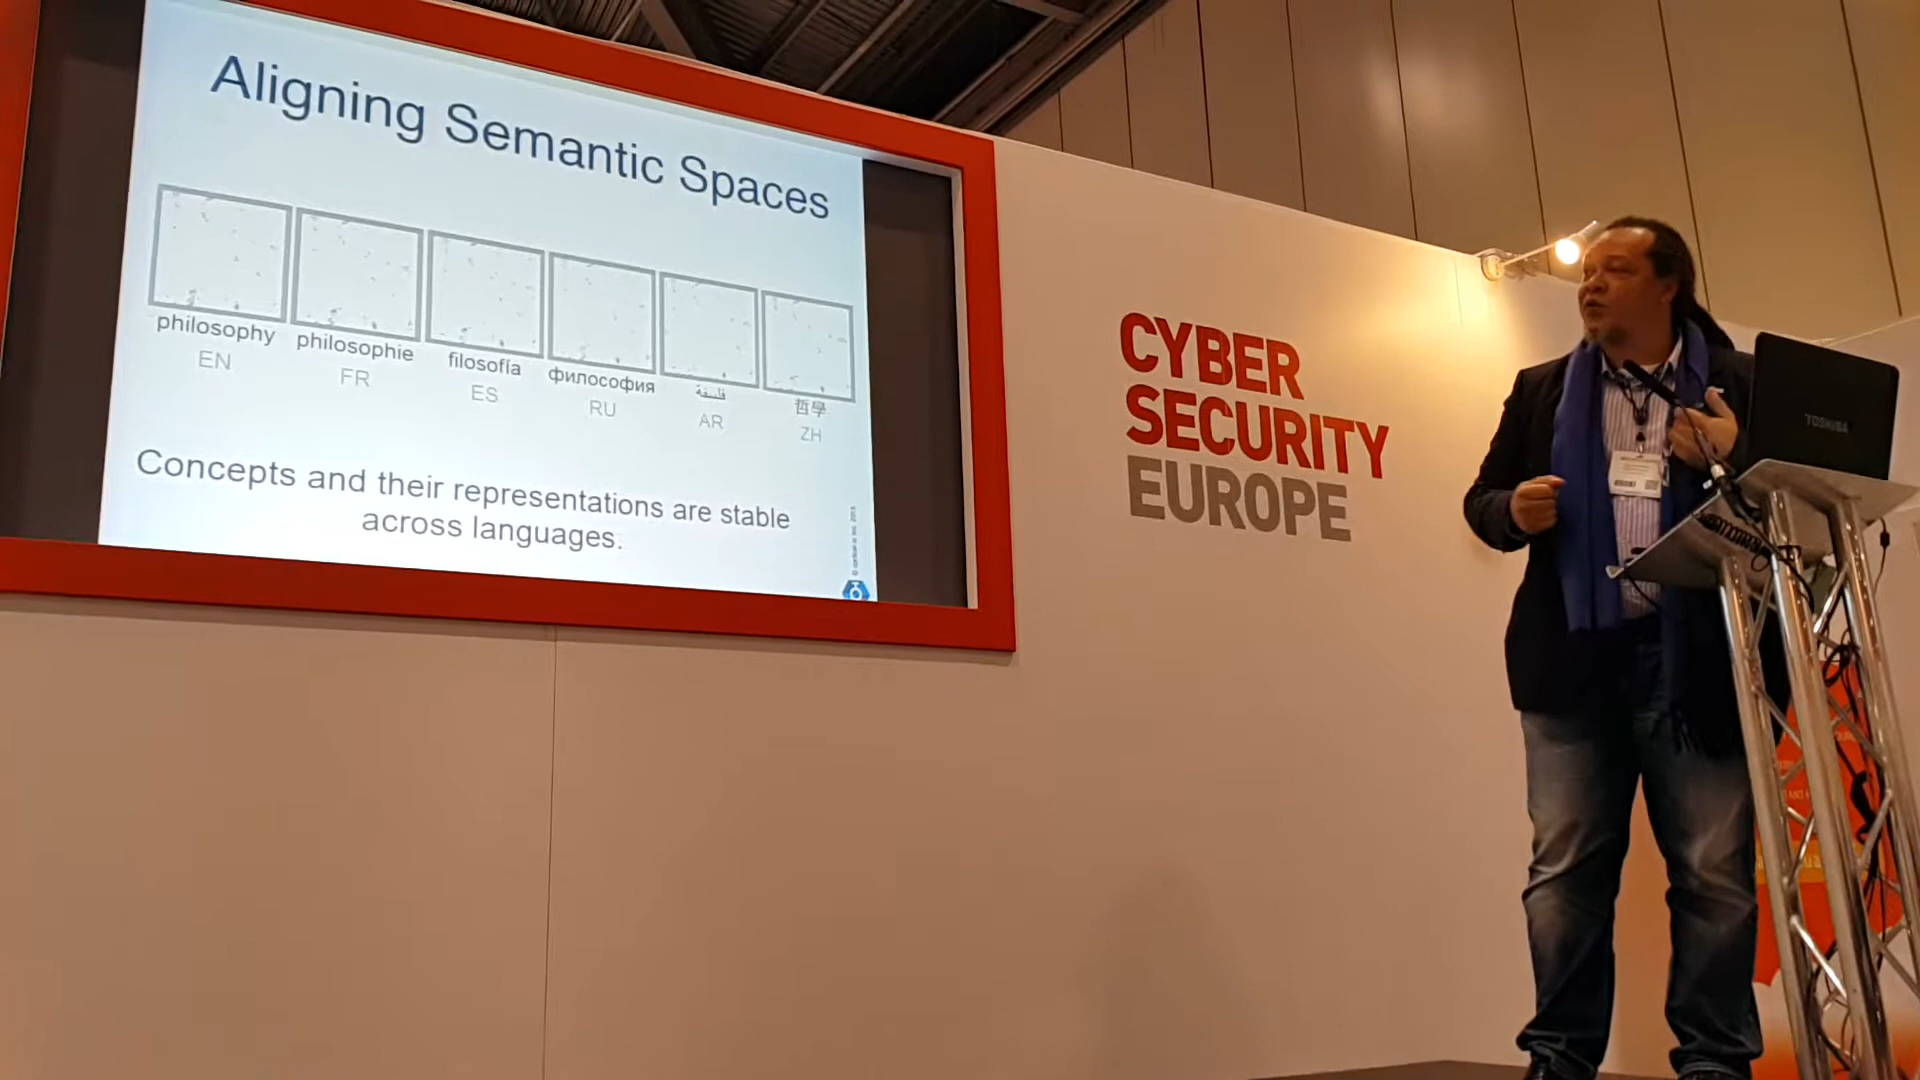 Aligning Semantic Spaces
philosophy
EN
philosophie
FR
filosofía
ES
философия
RU
فلسفة
AR
哲學
ZH
Concepts and their representations are stable
across languages.
CYBER
SECURITY
EUROPE
TOSHIBA